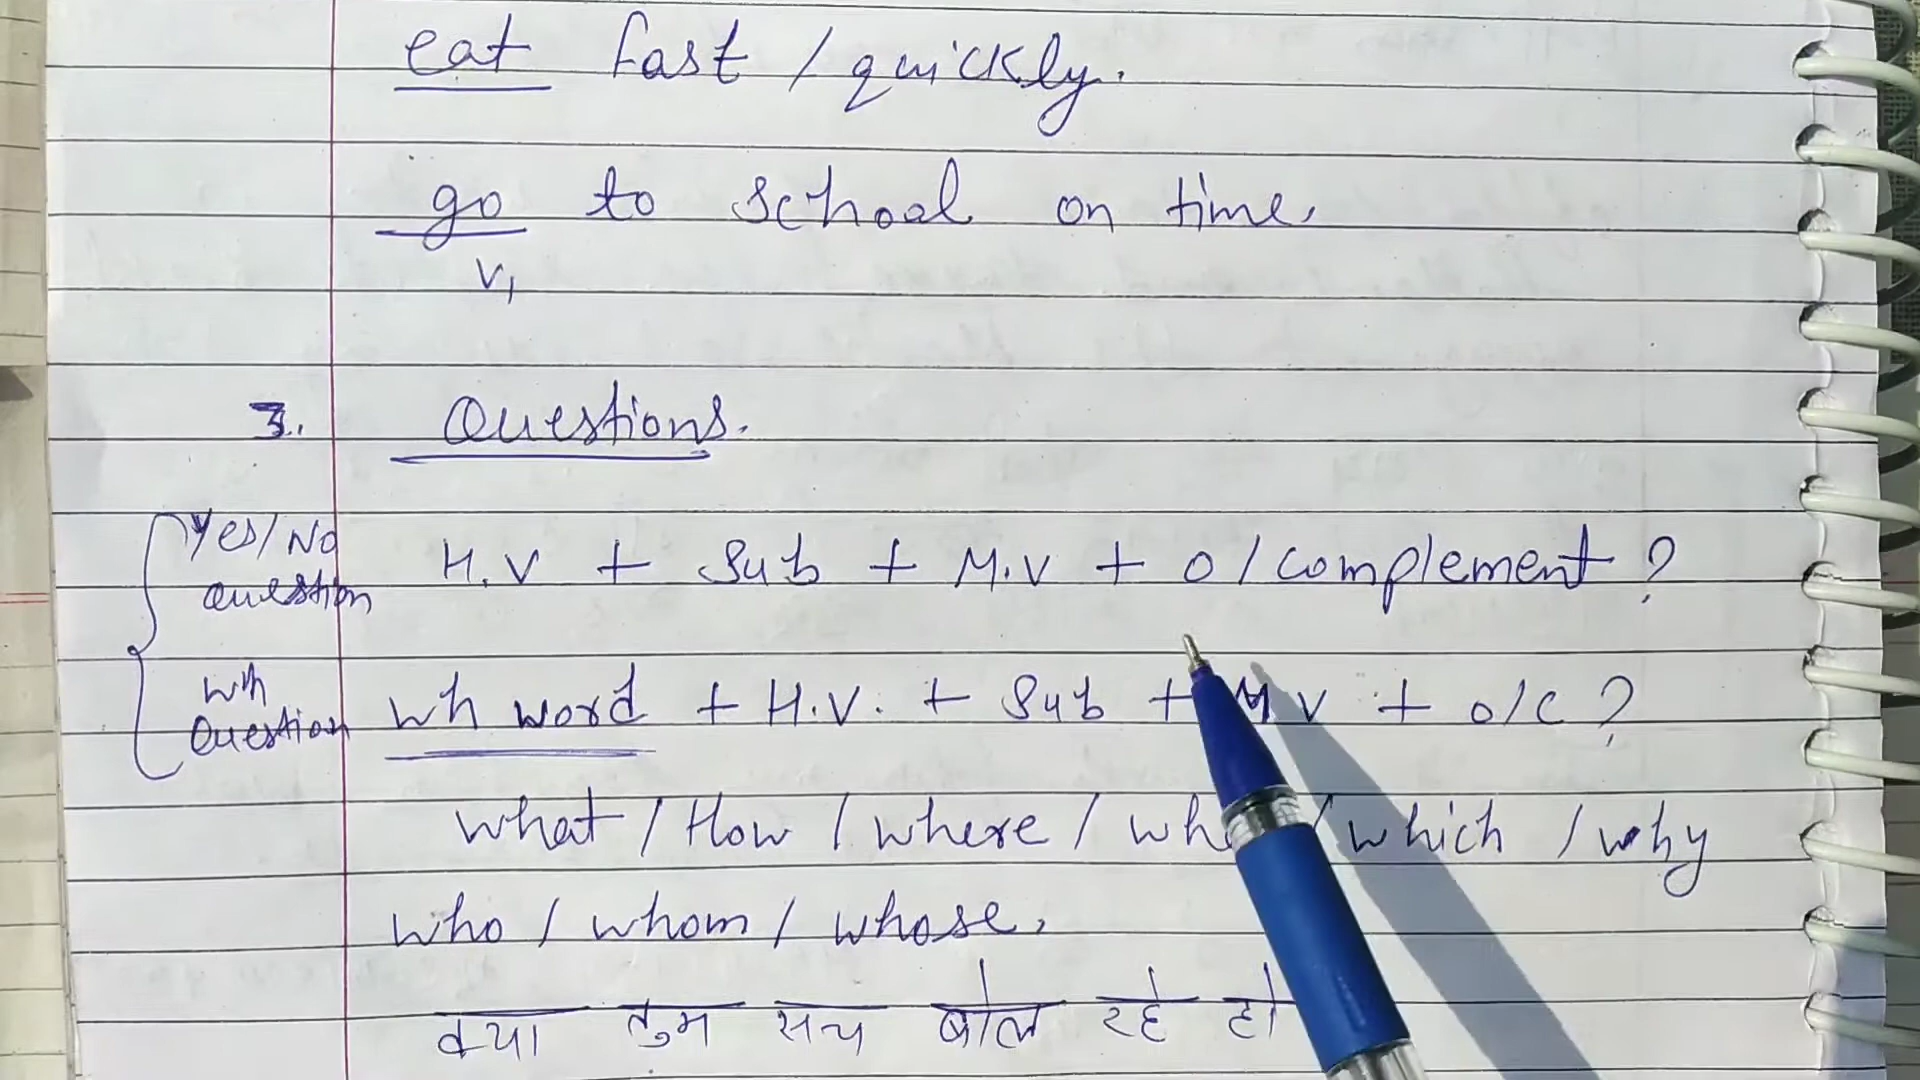 eat fast / quickly.
go to school on time.
V1
3. Questions.
Yes/No question
H.V + Sub + M.V + O / complement ?
Wh Question
Wh word + H.V. + Sub + M V + O/C ?
What / How / where / / which / why
who / whom / whose,
क्या तुम सच बोल रहे हो